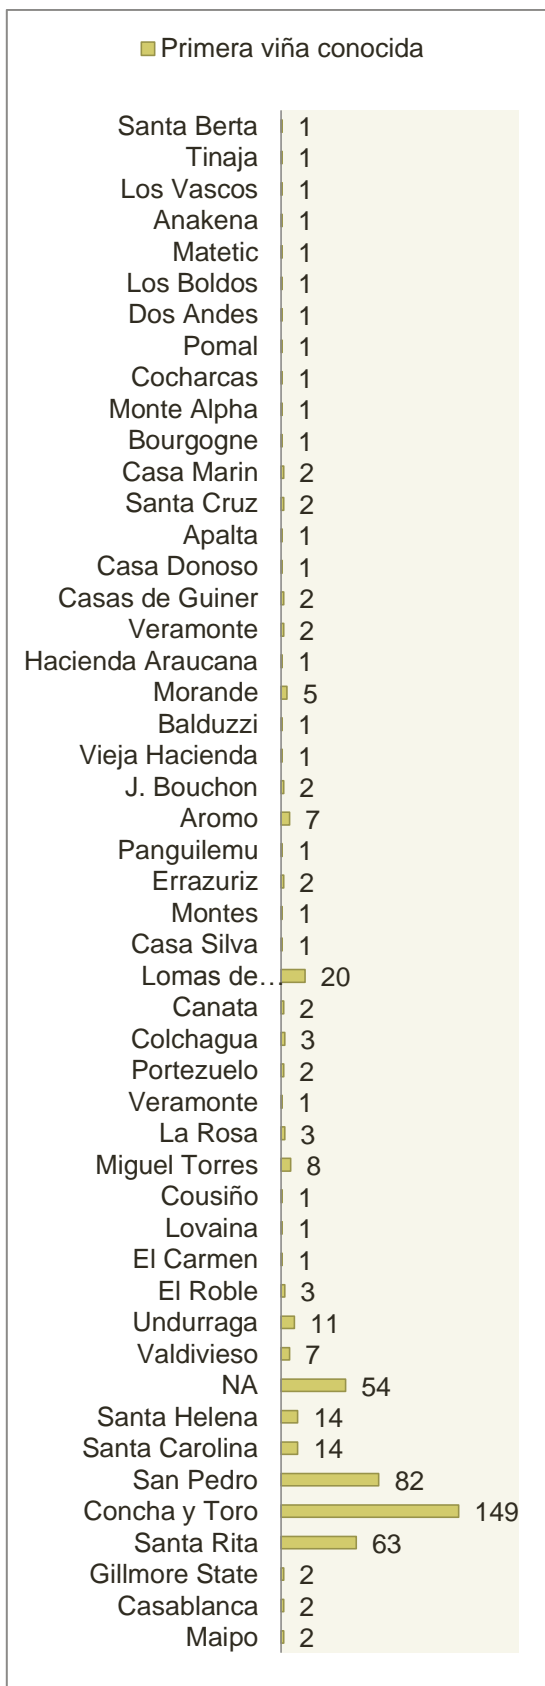 Primera viña conocida
Santa Berta 1
Tinaja 1
Los Vascos 1
Anakena 1
Matetic 1
Los Boldos 1
Dos Andes 1
Pomal 1
Cocharcas 1
Monte Alpha 1
Bourgogne 1
Casa Marin 2
Santa Cruz 2
Apalta 1
Casa Donoso 1
Casas de Guiner 2
Veramonte 2
Hacienda Araucana 1
Morande 5
Balduzzi 1
Vieja Hacienda 1
J. Bouchon 2
Aromo 7
Panguilemu 1
Errazuriz 2
Montes 1
Casa Silva 1
Lomas de… 20
Canata 2
Colchagua 3
Portezuelo 2
Veramonte 1
La Rosa 3
Miguel Torres 8
Cousiño 1
Lovaina 1
El Carmen 1
El Roble 3
Undurraga 11
Valdivieso 7
NA 54
Santa Helena 14
Santa Carolina 14
San Pedro 82
Concha y Toro 149
Santa Rita 63
Gillmore State 2
Casablanca 2
Maipo 2